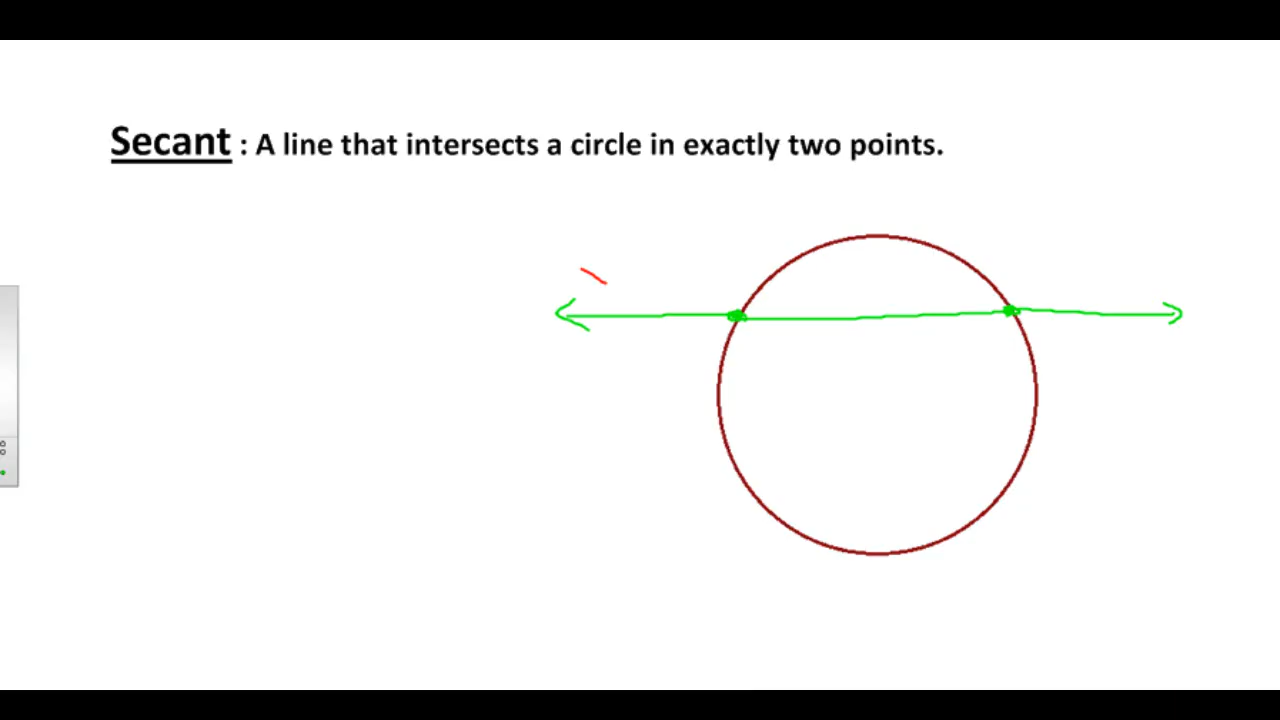 Secant : A line that intersects a circle in exactly two points.